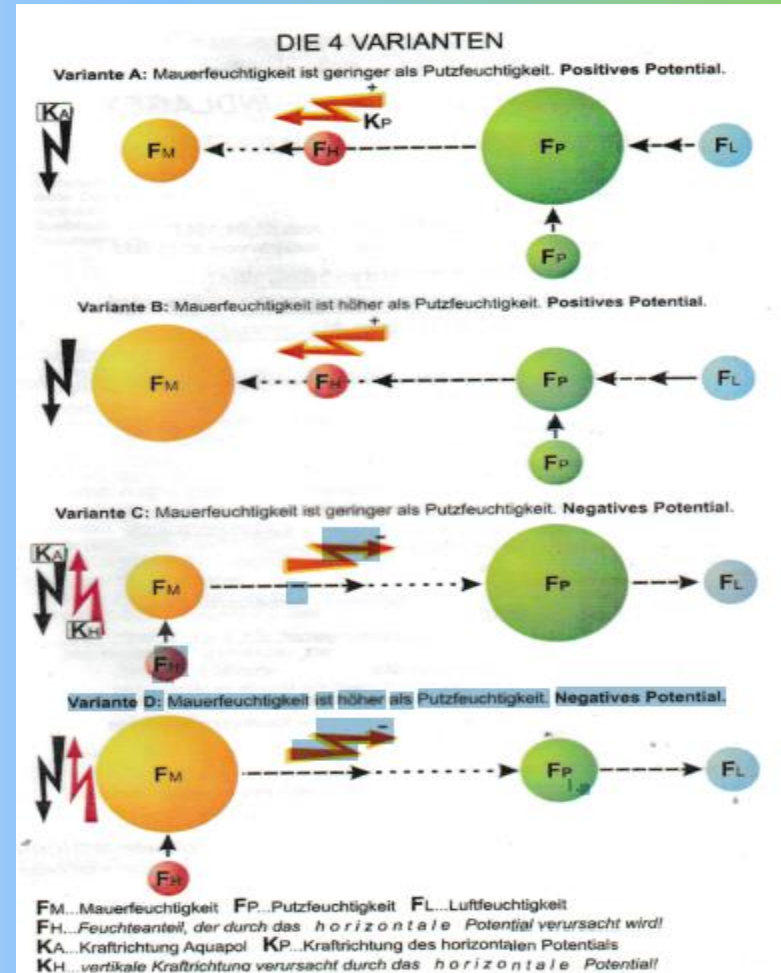 DIE 4 VARIANTEN
Variante A: Mauerfeuchtigkeit ist geringer als Putzfeuchtigkeit. Positives Potential.
KA
+
KP
FM
FH
FP
FL
FP
Variante B: Mauerfeuchtigkeit ist höher als Putzfeuchtigkeit. Positives Potential.
+
FM
FH
FP
FL
FP
Variante C: Mauerfeuchtigkeit ist geringer als Putzfeuchtigkeit. Negatives Potential.
KA
-
FM
FP
FL
KH
FH
Variante D: Mauerfeuchtigkeit ist höher als Putzfeuchtigkeit. Negatives Potential.
-
FM
FP
FL
FH
FM...Mauerfeuchtigkeit FP...Putzfeuchtigkeit FL...Luftfeuchtigkeit
FH...Feuchteanteil, der durch das horizontale Potential verursacht wird!
KA...Kraftrichtung Aquapol KP...Kraftrichtung des horizontalen Potentials
KH...vertikale Kraftrichtung verursacht durch das horizontale Potential!